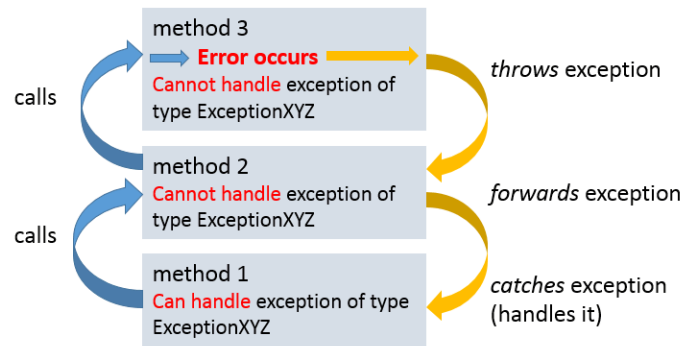 method 3
Error occurs
Cannot handle exception of
type ExceptionXYZ
throws exception
calls
method 2
Cannot handle exception of
type ExceptionXYZ
forwards exception
calls
method 1
Can handle exception of type
ExceptionXYZ
catches exception
(handles it)